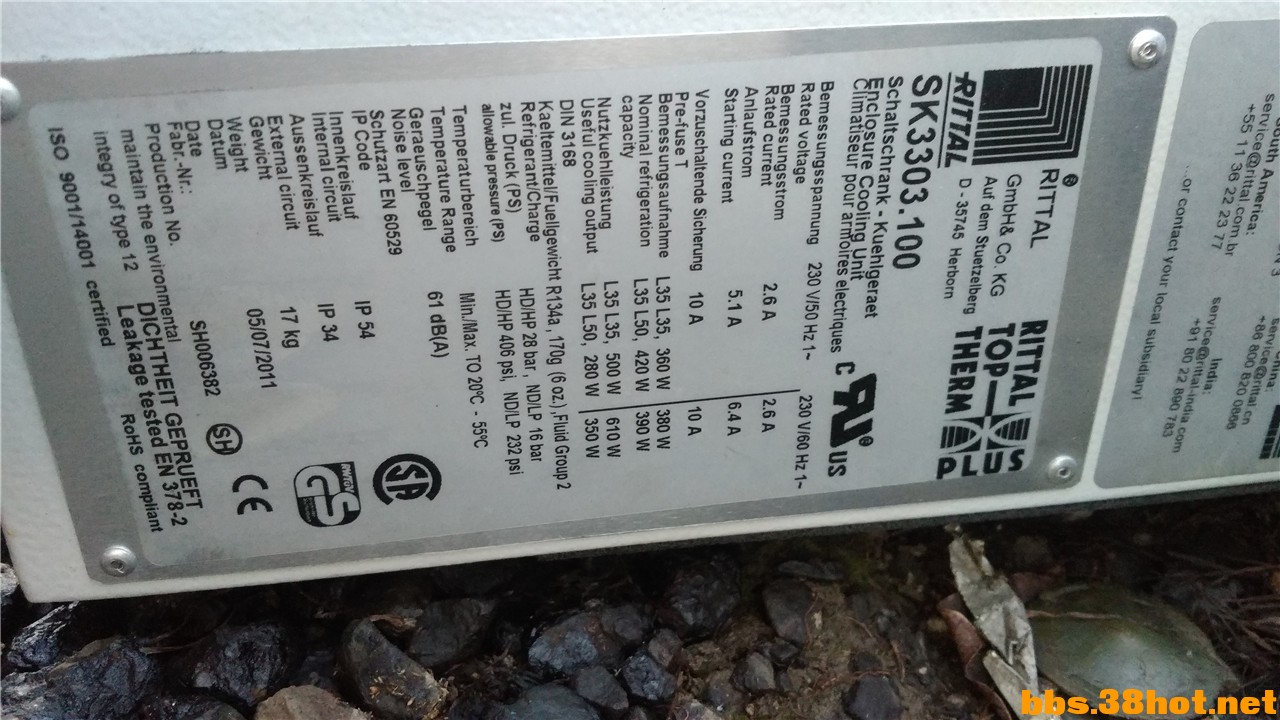 RITTAL
RITTAL
GmbH& Co. KG
Auf dem Stuetzelberg
D - 35745 Herborn
RITTAL
TOP
THERM
PLUS
SK3303.100
Schaltschrank - Kuehlgeraet
Enclosure Cooling Unit
Climatiseur pour armoires electriques
C UR US
Bemessungsspannung 230 V/50 Hz 1~ 230 V/60 Hz 1~
Rated voltage
Bemessungsstrom 2.6 A 2.6 A
Rated current
Anlaufstrom 5.1 A 6.4 A
Starting current
Vorzuschaltende Sicherung 10 A 10 A
Pre-fuse T
Bemessungsaufnahme L35 L35, 360 W 380 W
Nominal refrigeration L35 L50, 420 W 390 W
capacity
Nutzkuehlleistung L35 L35, 500 W 610 W
Useful cooling output L35 L50, 280 W 350 W
DIN 3168
Kaeltemittel/Fuellgewicht R134a, 170g (6 oz.),Fluid Group 2
Refrigerant/Charge
zul. Druck (PS) HD/HP 28 bar, ND/LP 16 bar
allowable pressure (PS) HD/HP 406 psi, ND/LP 232 psi
Temperaturbereich Min./Max. TO 20°C - 55°C
Temperature Range
Geraeuschpegel 61 dB(A)
Noise level
Schutzart EN 60529
IP Code
Innenkreislauf IP 54
Internal circuit
Aussenkreislauf IP 34
External circuit
Gewicht 17 kg
Weight
Datum 05/07/2011
Date
Fabr.-Nr.: SH006382
Production No.
SH
CE
GS
SA
maintain the environmental
integrity of type 12
DICHTHEIT GEPRUEFT
Leakage tested EN 378-2
ISO 9001/14001 certified
RoHS compliant
South America:
service@rittal.com.br
+55 11 36 22 23 77
India:
service@rittal-india.com
+91 80 22 890 783
China:
service@rittal.cn
+86 800 820 0866
...or contact your local subsidiary!
bbs.38hot.net